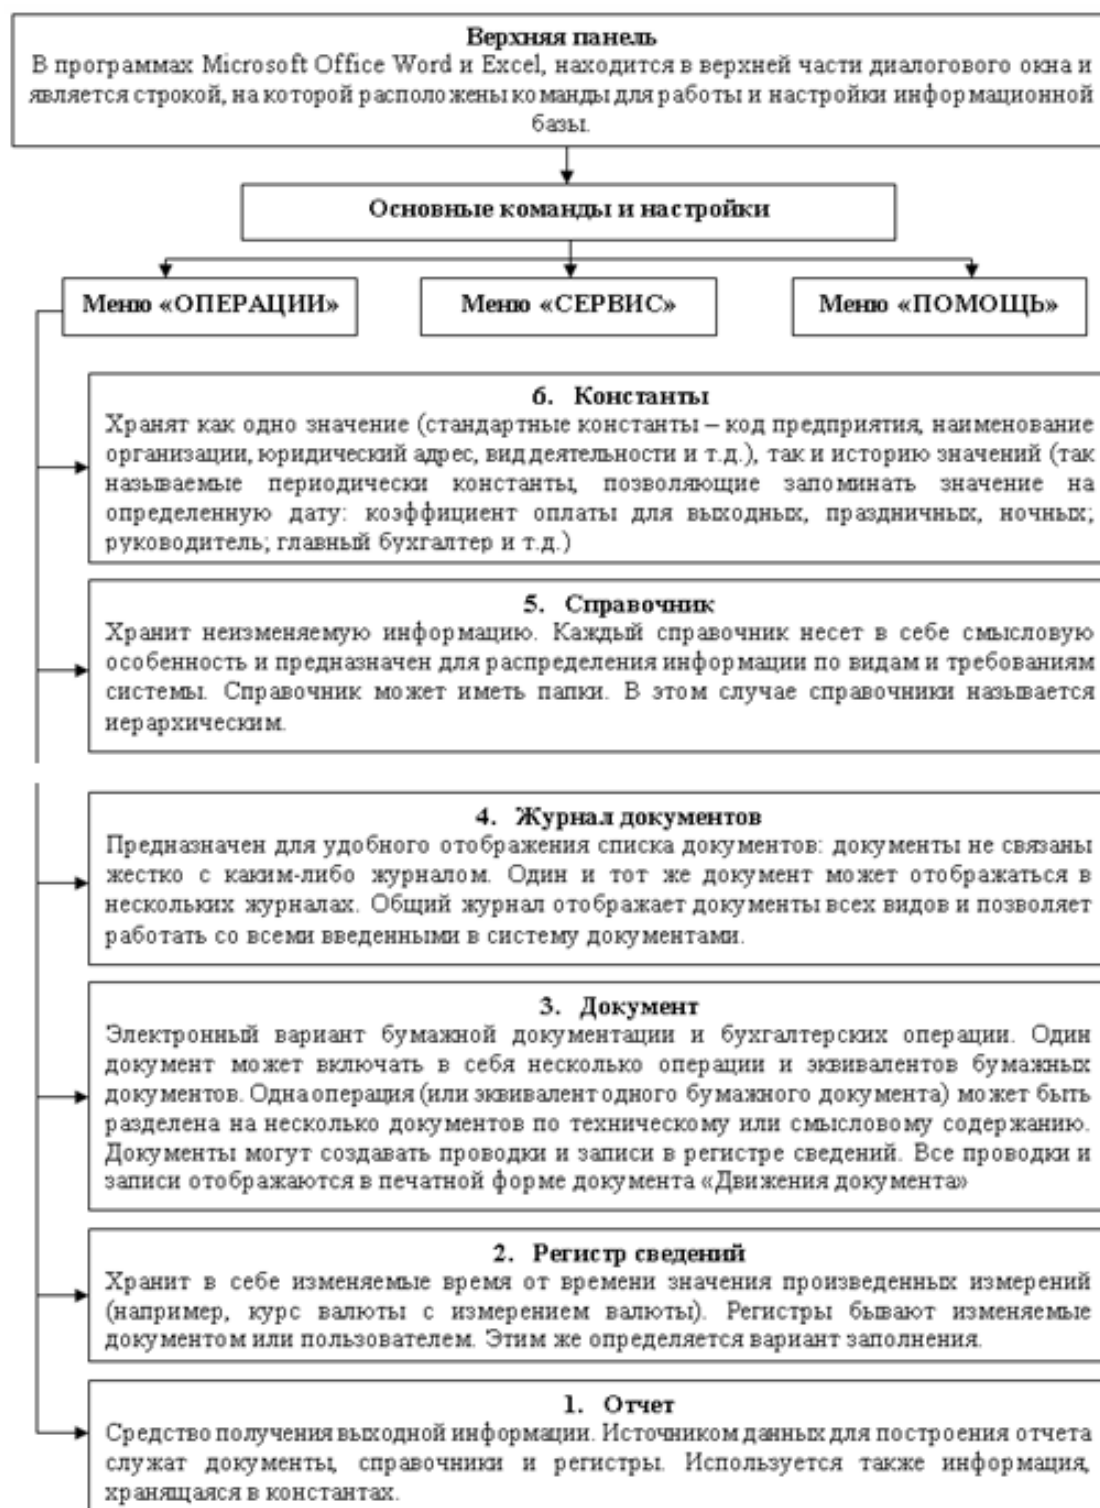 Верхняя панель
В программах Microsoft Office Word и Excel, находится в верхней части диалогового окна и
является строкой, на которой расположены команды для работы и настройки информационной
базы.
Основные команды и настройки
Меню «ОПЕРАЦИИ»
Меню «СЕРВИС»
Меню «ПОМОЩЬ»
6. Константы
Хранят как одно значение (стандартные константы – код предприятия, наименование
организации, юридический адрес, вид деятельности и т.д.), так и историю значений (так
называемые периодически константы, позволяющие запоминать значение на
определенную дату: коэффициент оплаты для выходных, праздничных, ночных;
руководитель; главный бухгалтер и т.д.)
5. Справочник
Хранит неизменяемую информацию. Каждый справочник несет в себе смысловую
особенность и предназначен для распределения информации по видам и требованиям
системы. Справочник может иметь папки. В этом случае справочники называется
иерархическим.
4. Журнал документов
Предназначен для удобного отображения списка документов: документы не связаны
жестко с каким-либо журналом. Один и тот же документ может отображаться в
нескольких журналах. Общий журнал отображает документы всех видов и позволяет
работать со всеми введенными в систему документами.
3. Документ
Электронный вариант бумажной документации и бухгалтерских операции. Один
документ может включать в себя несколько операции и эквивалентов бумажных
документов. Одна операция (или эквивалент одного бумажного документа) может быть
разделена на несколько документов по техническому или смысловому содержанию.
Документы могут создавать проводки и записи в регистре сведений. Все проводки и
записи отображаются в печатной форме документа «Движения документа»
2. Регистр сведений
Хранит в себе изменяемые время от времени значения произведенных измерений
(например, курс валюты с измерением валюты). Регистры бывают изменяемые
документом или пользователем. Этим же определяется вариант заполнения.
1. Отчет
Средство получения выходной информации. Источником данных для построения отчета
служат документы, справочники и регистры. Используется также информация,
хранящаяся в константах.